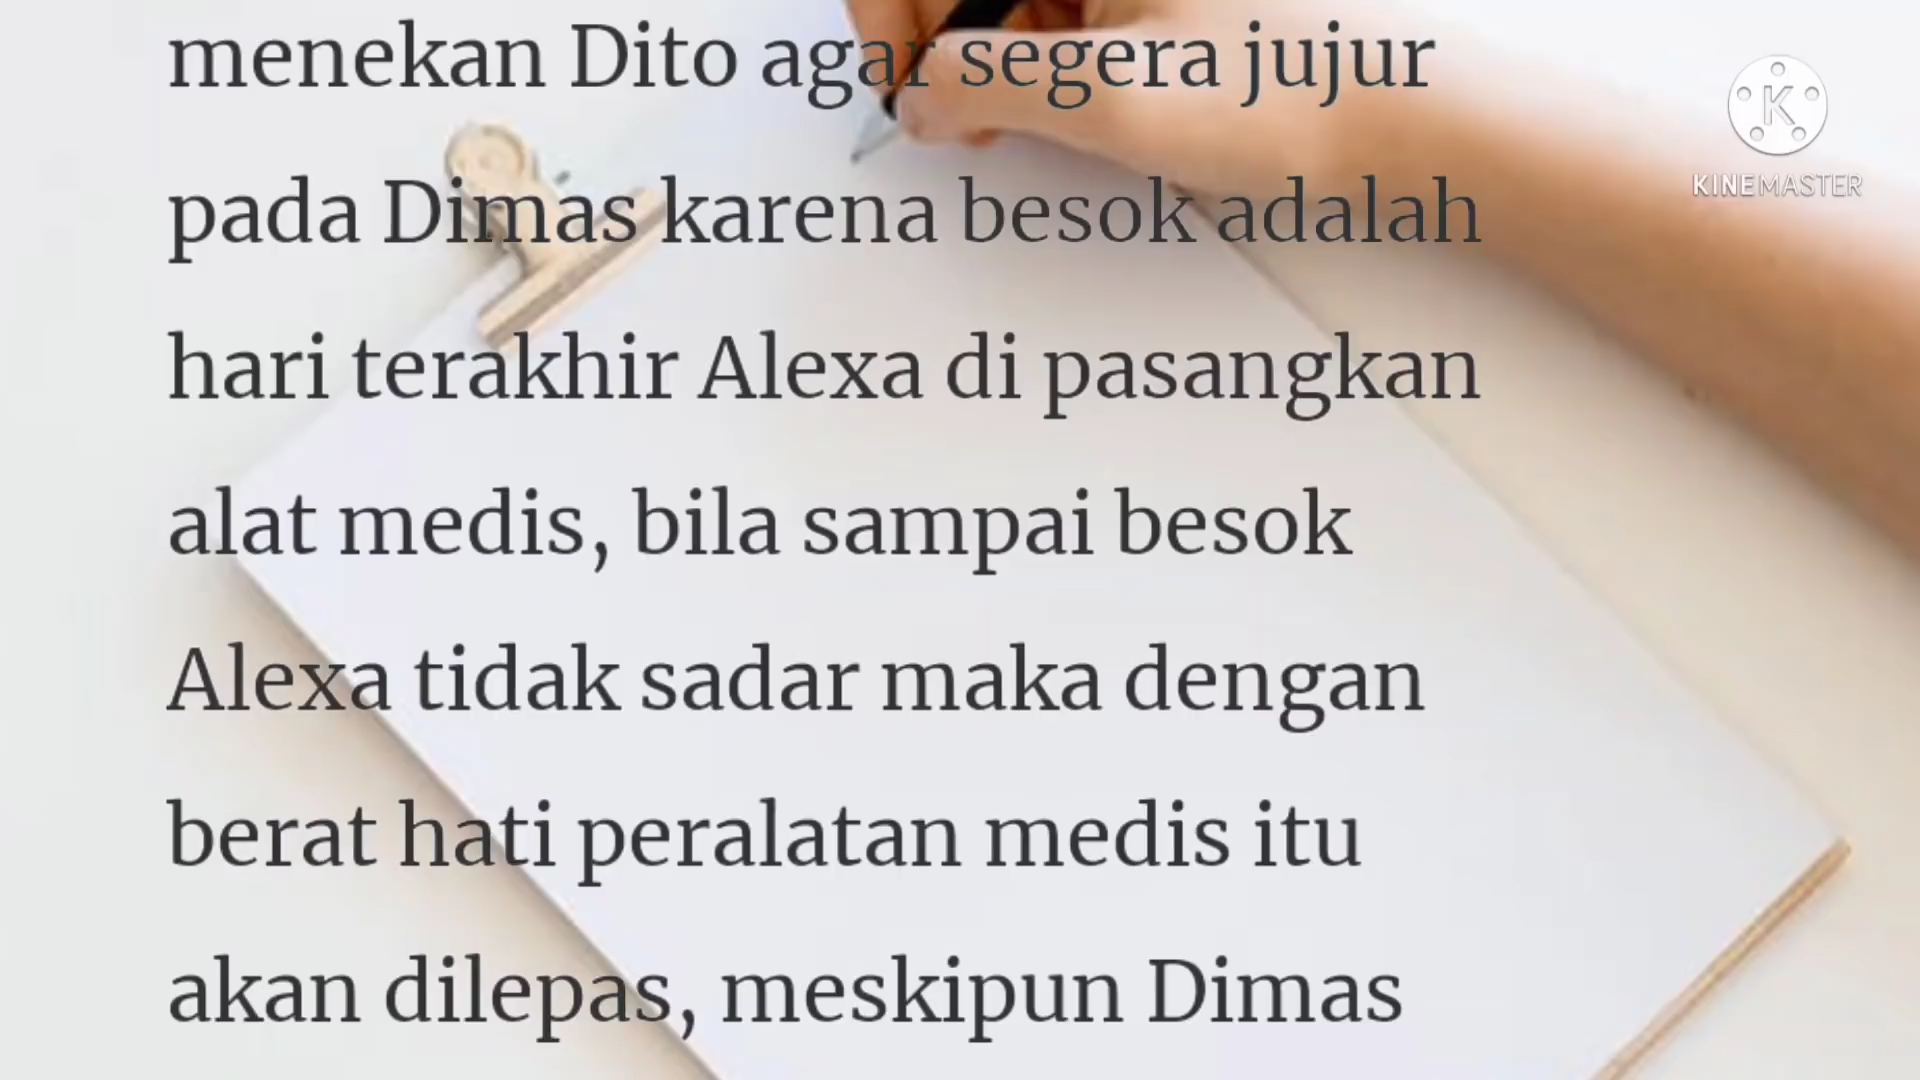 menekan Dito agar segera jujur
pada Dimas karena besok adalah
hari terakhir Alexa di pasangkan
alat medis, bila sampai besok
Alexa tidak sadar maka dengan
berat hati peralatan medis itu
akan dilepas, meskipun Dimas
K
KINEMASTER